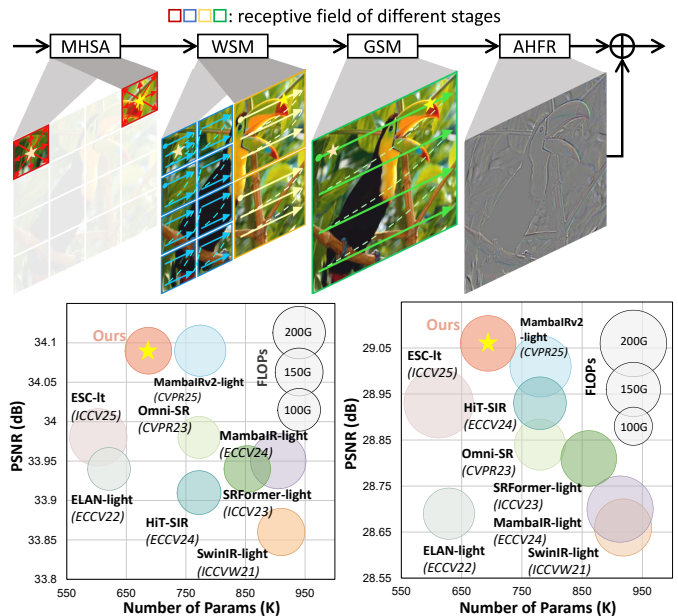 : receptive field of different stages
MHSA
WSM
GSM
AHFR
34.1
34.05
34
33.95
33.9
33.85
33.8
PSNR (dB)
Ours
MambaIRv2-light
(CVPR25)
ESC-lt
(ICCV25)
Omni-SR
(CVPR23)
MambaIR-light
(ECCV24)
ELAN-light
(ECCV22)
HiT-SIR
(ECCV24)
SRFormer-light
(ICCV23)
SwinIR-light
(ICCVW21)
FLOPs
200G
150G
100G
550
650
750
850
950
Number of Params (K)
29.05
28.95
28.85
28.75
28.65
28.55
PSNR (dB)
Ours
MambaIRv2
-light
(CVPR25)
ESC-lt
(ICCV25)
HiT-SIR
(ECCV24)
Omni-SR
(CVPR23)
SRFormer-light
(ICCV23)
MambaIR-light
(ECCV24)
ELAN-light
(ECCV22)
SwinIR-light
(ICCVW21)
FLOPs
200G
150G
100G
550
650
750
850
950
Number of Params (K)